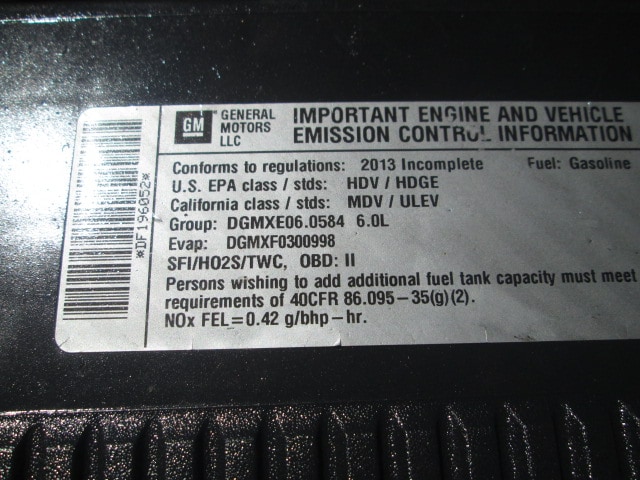 GM
GENERAL MOTORS LLC
IMPORTANT ENGINE AND VEHICLE
EMISSION CONTROL INFORMATION
Conforms to regulations: 2013 Incomplete Fuel: Gasoline
U.S. EPA class / stds: HDV / HDGE
California class / stds: MDV / ULEV
Group: DGMXE06.0584 6.0L
Evap: DGMXF0300998
SFI/HO2S/TWC, OBD: II
Persons wishing to add additional fuel tank capacity must meet
requirements of 40CFR 86.095-35(g)(2).
NOx FEL=0.42 g/bhp-hr.
*DF196052*